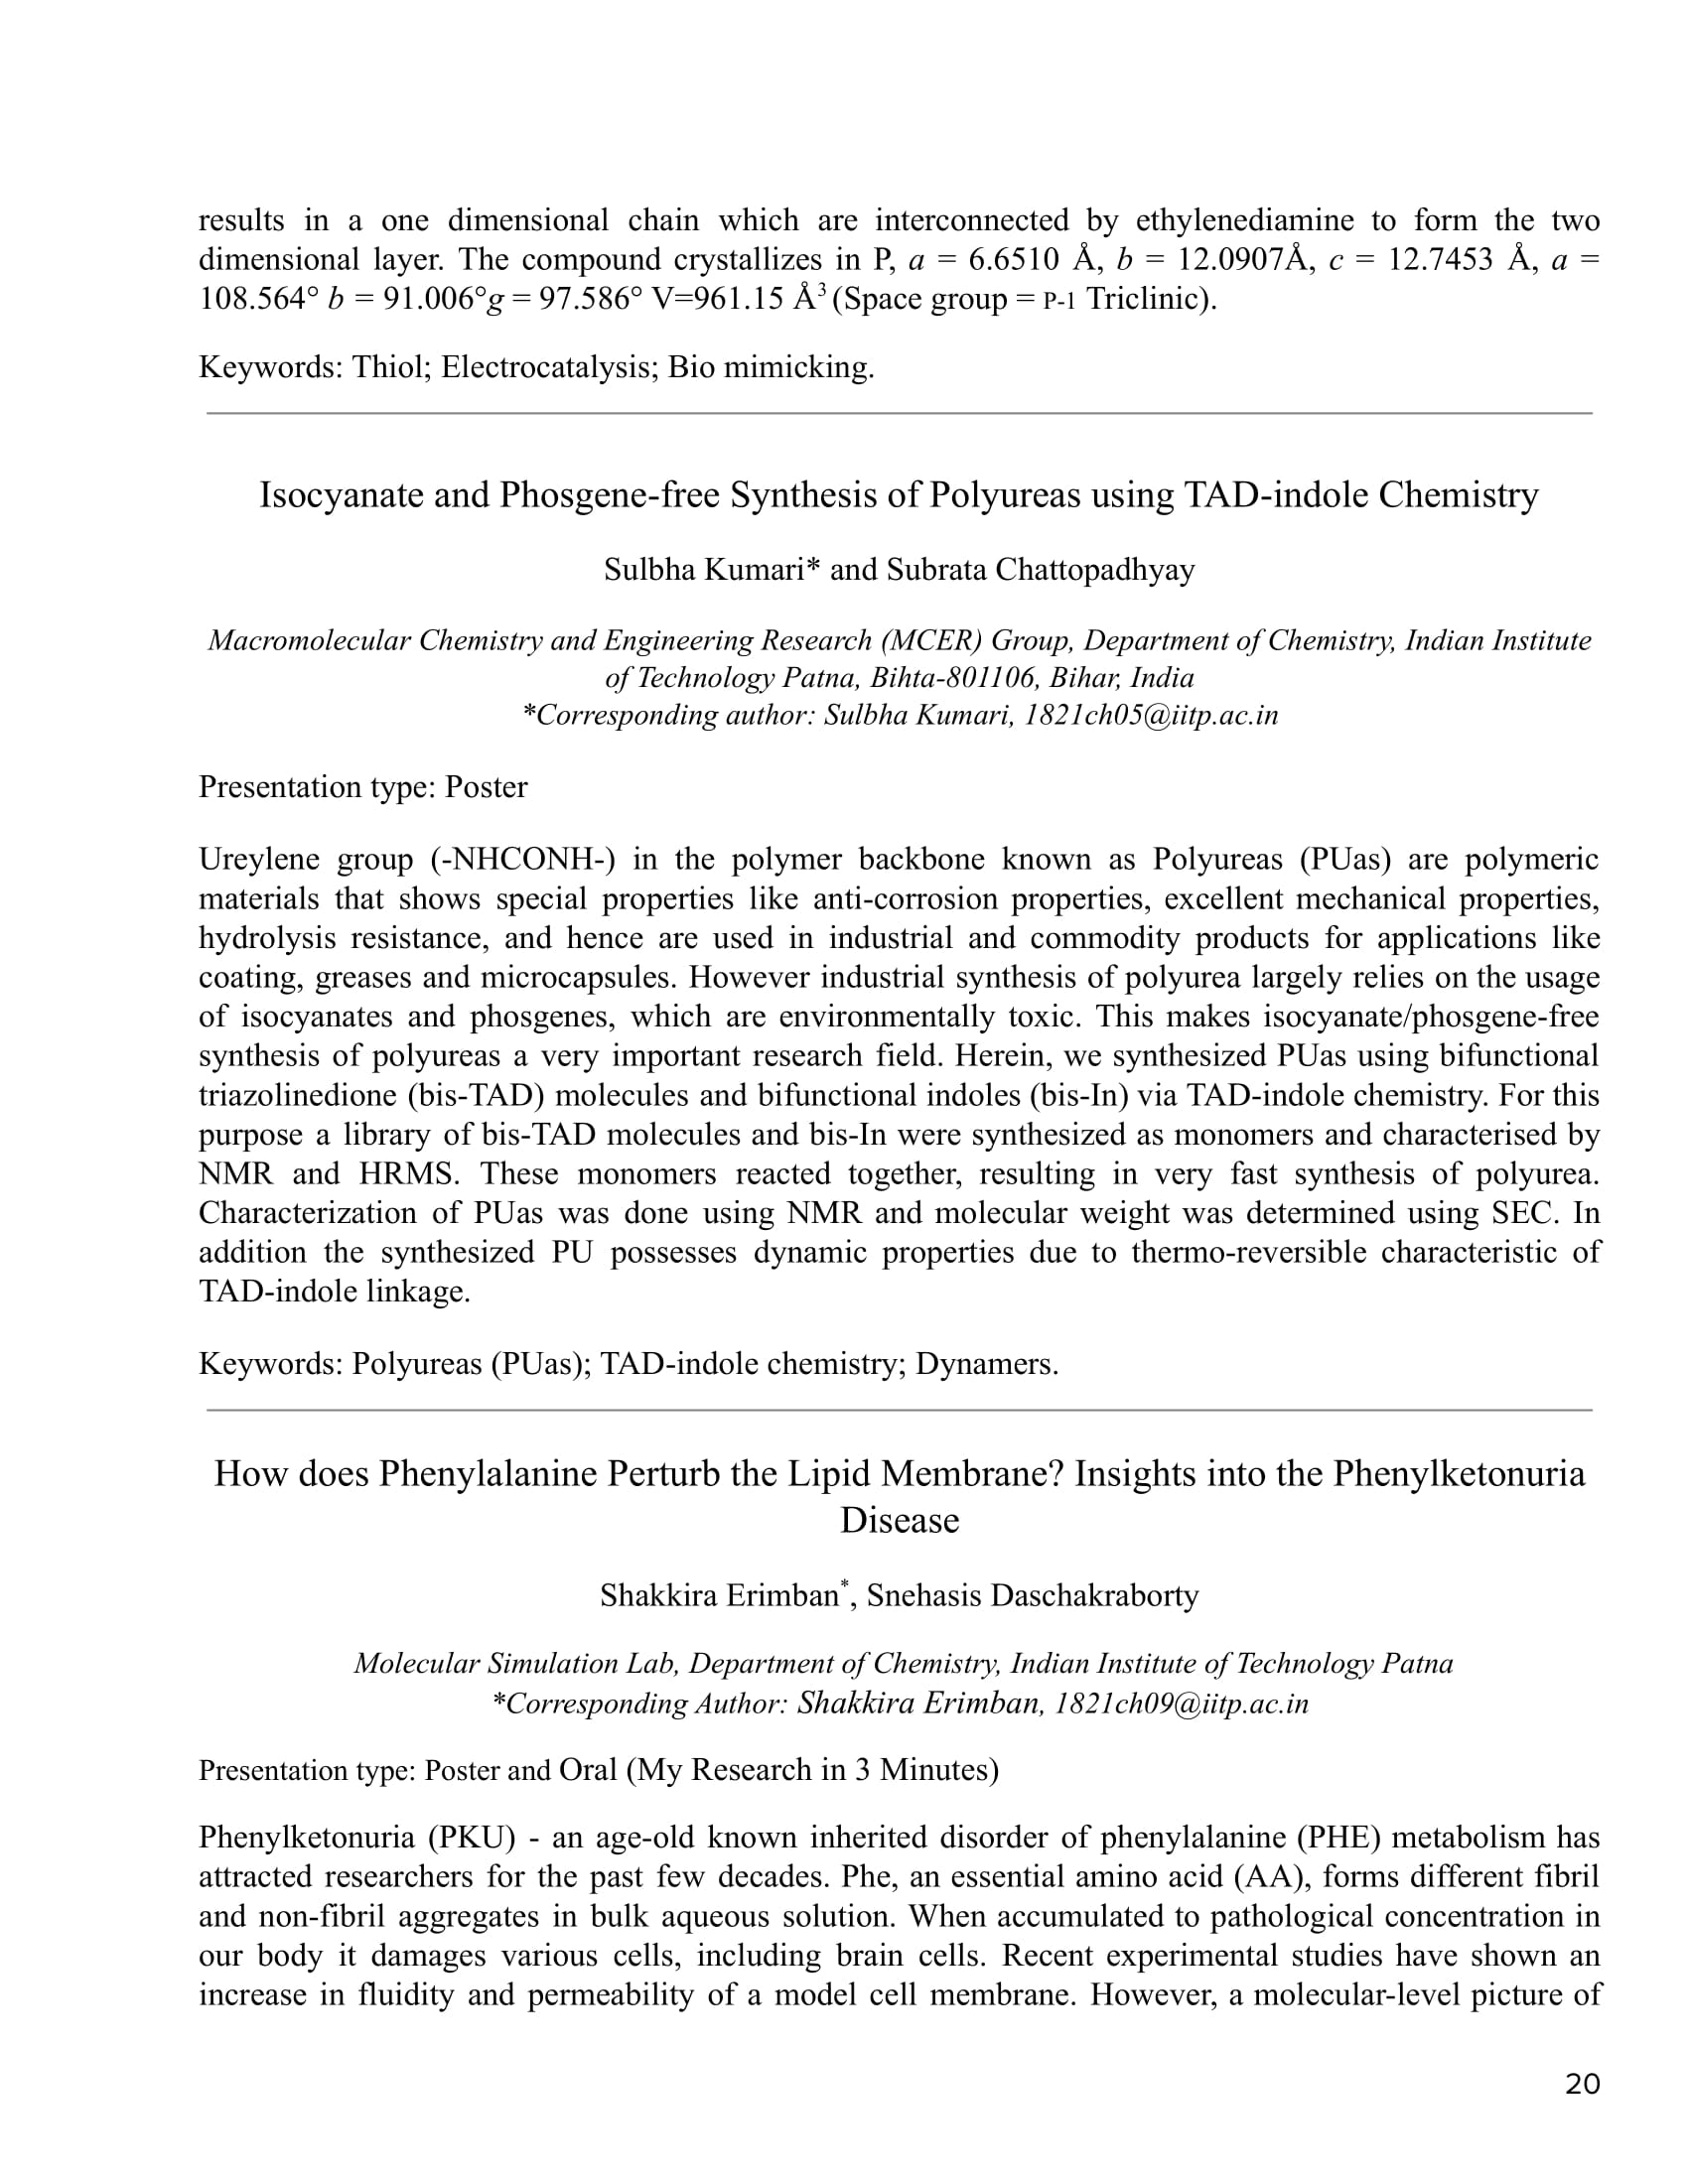 results in a one dimensional chain which are interconnected by ethylenediamine to form the two
dimensional layer. The compound crystallizes in P, a = 6.6510 Å, b = 12.0907Å, c = 12.7453 Å, a =
108.564° b = 91.006°g = 97.586° V=961.15 Å³ (Space group = P-1 Triclinic).
Keywords: Thiol; Electrocatalysis; Bio mimicking.
Isocyanate and Phosgene-free Synthesis of Polyureas using TAD-indole Chemistry
Sulbha Kumari* and Subrata Chattopadhyay
Macromolecular Chemistry and Engineering Research (MCER) Group, Department of Chemistry, Indian Institute
of Technology Patna, Bihta-801106, Bihar, India
*Corresponding author: Sulbha Kumari, 1821ch05@iitp.ac.in
Presentation type: Poster
Ureylene group (-NHCONH-) in the polymer backbone known as Polyureas (PUas) are polymeric
materials that shows special properties like anti-corrosion properties, excellent mechanical properties,
hydrolysis resistance, and hence are used in industrial and commodity products for applications like
coating, greases and microcapsules. However industrial synthesis of polyurea largely relies on the usage
of isocyanates and phosgenes, which are environmentally toxic. This makes isocyanate/phosgene-free
synthesis of polyureas a very important research field. Herein, we synthesized PUas using bifunctional
triazolinedione (bis-TAD) molecules and bifunctional indoles (bis-In) via TAD-indole chemistry. For this
purpose a library of bis-TAD molecules and bis-In were synthesized as monomers and characterised by
NMR and HRMS. These monomers reacted together, resulting in very fast synthesis of polyurea.
Characterization of PUas was done using NMR and molecular weight was determined using SEC. In
addition the synthesized PU possesses dynamic properties due to thermo-reversible characteristic of
TAD-indole linkage.
Keywords: Polyureas (PUas); TAD-indole chemistry; Dynamers.
How does Phenylalanine Perturb the Lipid Membrane? Insights into the Phenylketonuria
Disease
Shakkira Erimban*, Snehasis Daschakraborty
Molecular Simulation Lab, Department of Chemistry, Indian Institute of Technology Patna
*Corresponding Author: Shakkira Erimban, 1821ch09@iitp.ac.in
Presentation type: Poster and Oral (My Research in 3 Minutes)
Phenylketonuria (PKU) - an age-old known inherited disorder of phenylalanine (PHE) metabolism has
attracted researchers for the past few decades. Phe, an essential amino acid (AA), forms different fibril
and non-fibril aggregates in bulk aqueous solution. When accumulated to pathological concentration in
our body it damages various cells, including brain cells. Recent experimental studies have shown an
increase in fluidity and permeability of a model cell membrane. However, a molecular-level picture of
20